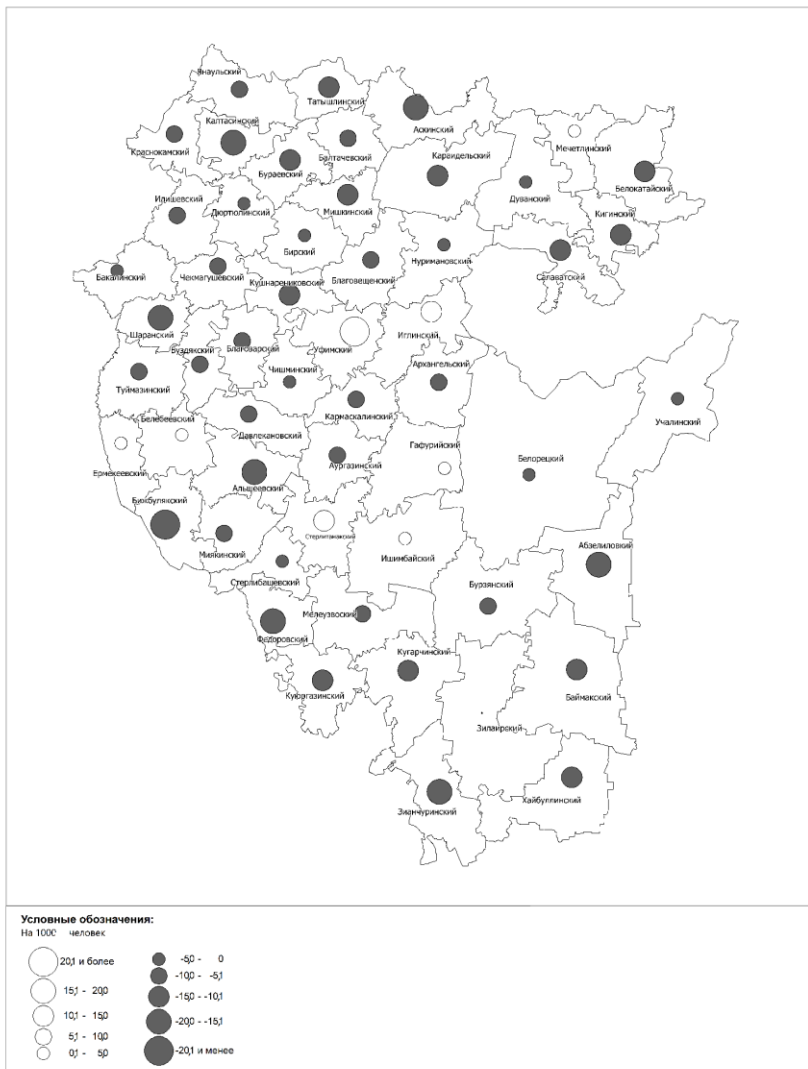 Янаульский
Татышлинский
Аскинский
Калтасинский
Краснокамский
Балтачевский
Мечетлинский
Бураевский
Караидельский
Белокатайский
Дуванский
Илишевский
Мишкинский
Дюртюлинский
Кигинский
Бирский
Нуримановский
Бакалинский
Чекмагушевский
Благовещенский
Салаватский
Кушнарениковский
Шаранский
Иглинский
Уфимский
Буздякский
Благоварский
Архангельский
Чишминский
Туймазинский
Учалинский
Кармаскалинский
Белебеевский
Давлекановский
Гафурийский
Белорецкий
Аургазинский
Ермекеевский
Альшеевский
Бижбулякский
Стерлитамакский
Миякинский
Ишимбайский
Абзелиловкий
Стерлибашевский
Бурзянский
Мелеузвоский
Федоровский
Кугарчинский
Куюргазинский
Баймакский
Зилаирский
Хайбуллинский
Зианчуринский
Условные обозначения:
На 1000 человек
20,1 и более
15,1 - 20,0
10,1 - 15,0
5,1 - 10,0
0,1 - 5,0
-5,0 - 0
-10,0 - -5,1
-15,0 - -10,1
-20,0 - -15,1
-20,1 и менее